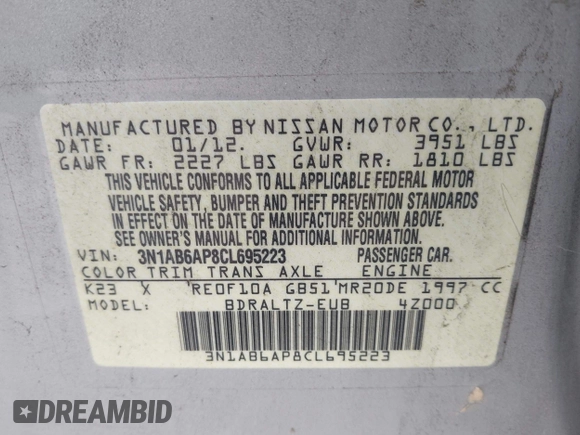 MANUFACTURED BY NISSAN MOTOR CO., LTD.
DATE: 01/12. GVWR: 3951 LBS
GAWR FR: 2227 LBS GAWR RR: 1810 LBS
THIS VEHICLE CONFORMS TO ALL APPLICABLE FEDERAL MOTOR
VEHICLE SAFETY, BUMPER AND THEFT PREVENTION STANDARDS
IN EFFECT ON THE DATE OF MANUFACTURE SHOWN ABOVE.
SEE OWNER'S MANUAL FOR ADDITIONAL INFORMATION.
VIN: 3N1AB6AP8CL695223 PASSENGER CAR.
COLOR TRIM TRANS AXLE ENGINE
K23 X 'RE0F10A GB51'MR20DE 1997 CC
MODEL: BDRALTZ-EUB 4Z000
3N1AB6AP8CL695223
DREAMBID